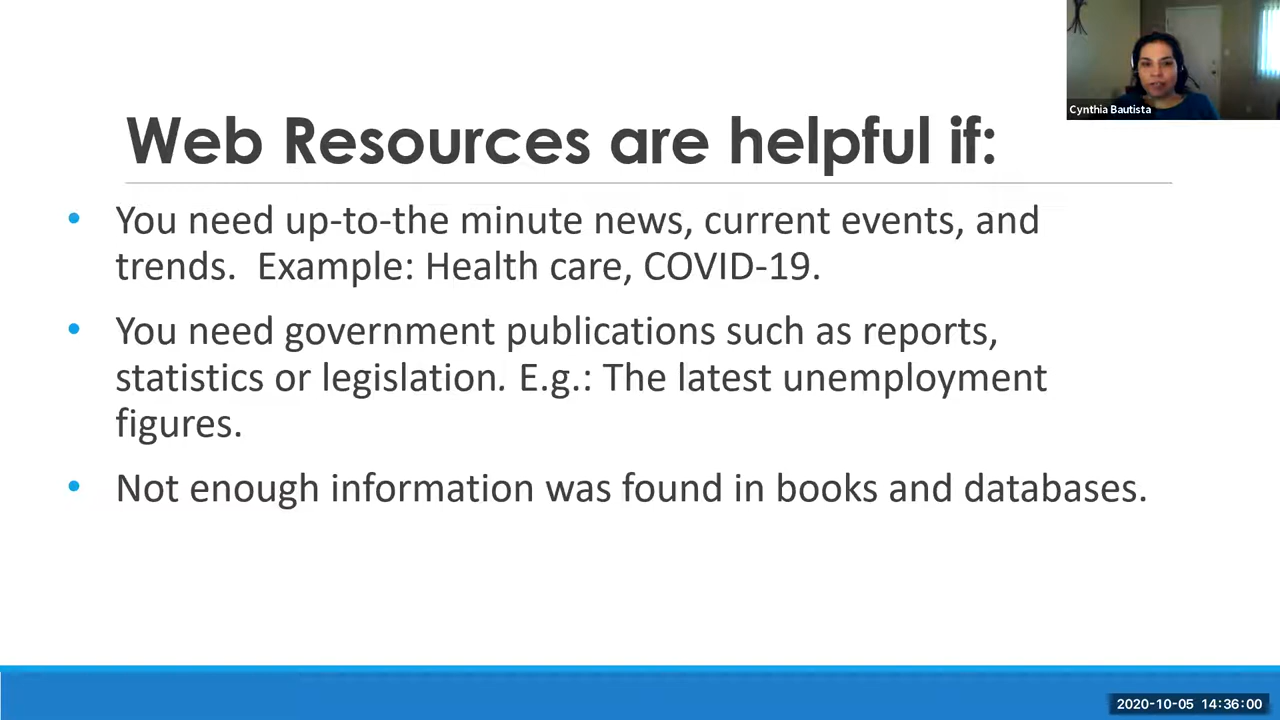 Cynthia Bautista
Web Resources are helpful if:
• You need up-to-the minute news, current events, and
trends.  Example: Health care, COVID-19.
• You need government publications such as reports,
statistics or legislation. E.g.: The latest unemployment
figures.
• Not enough information was found in books and databases.
2020-10-05 14:36:00